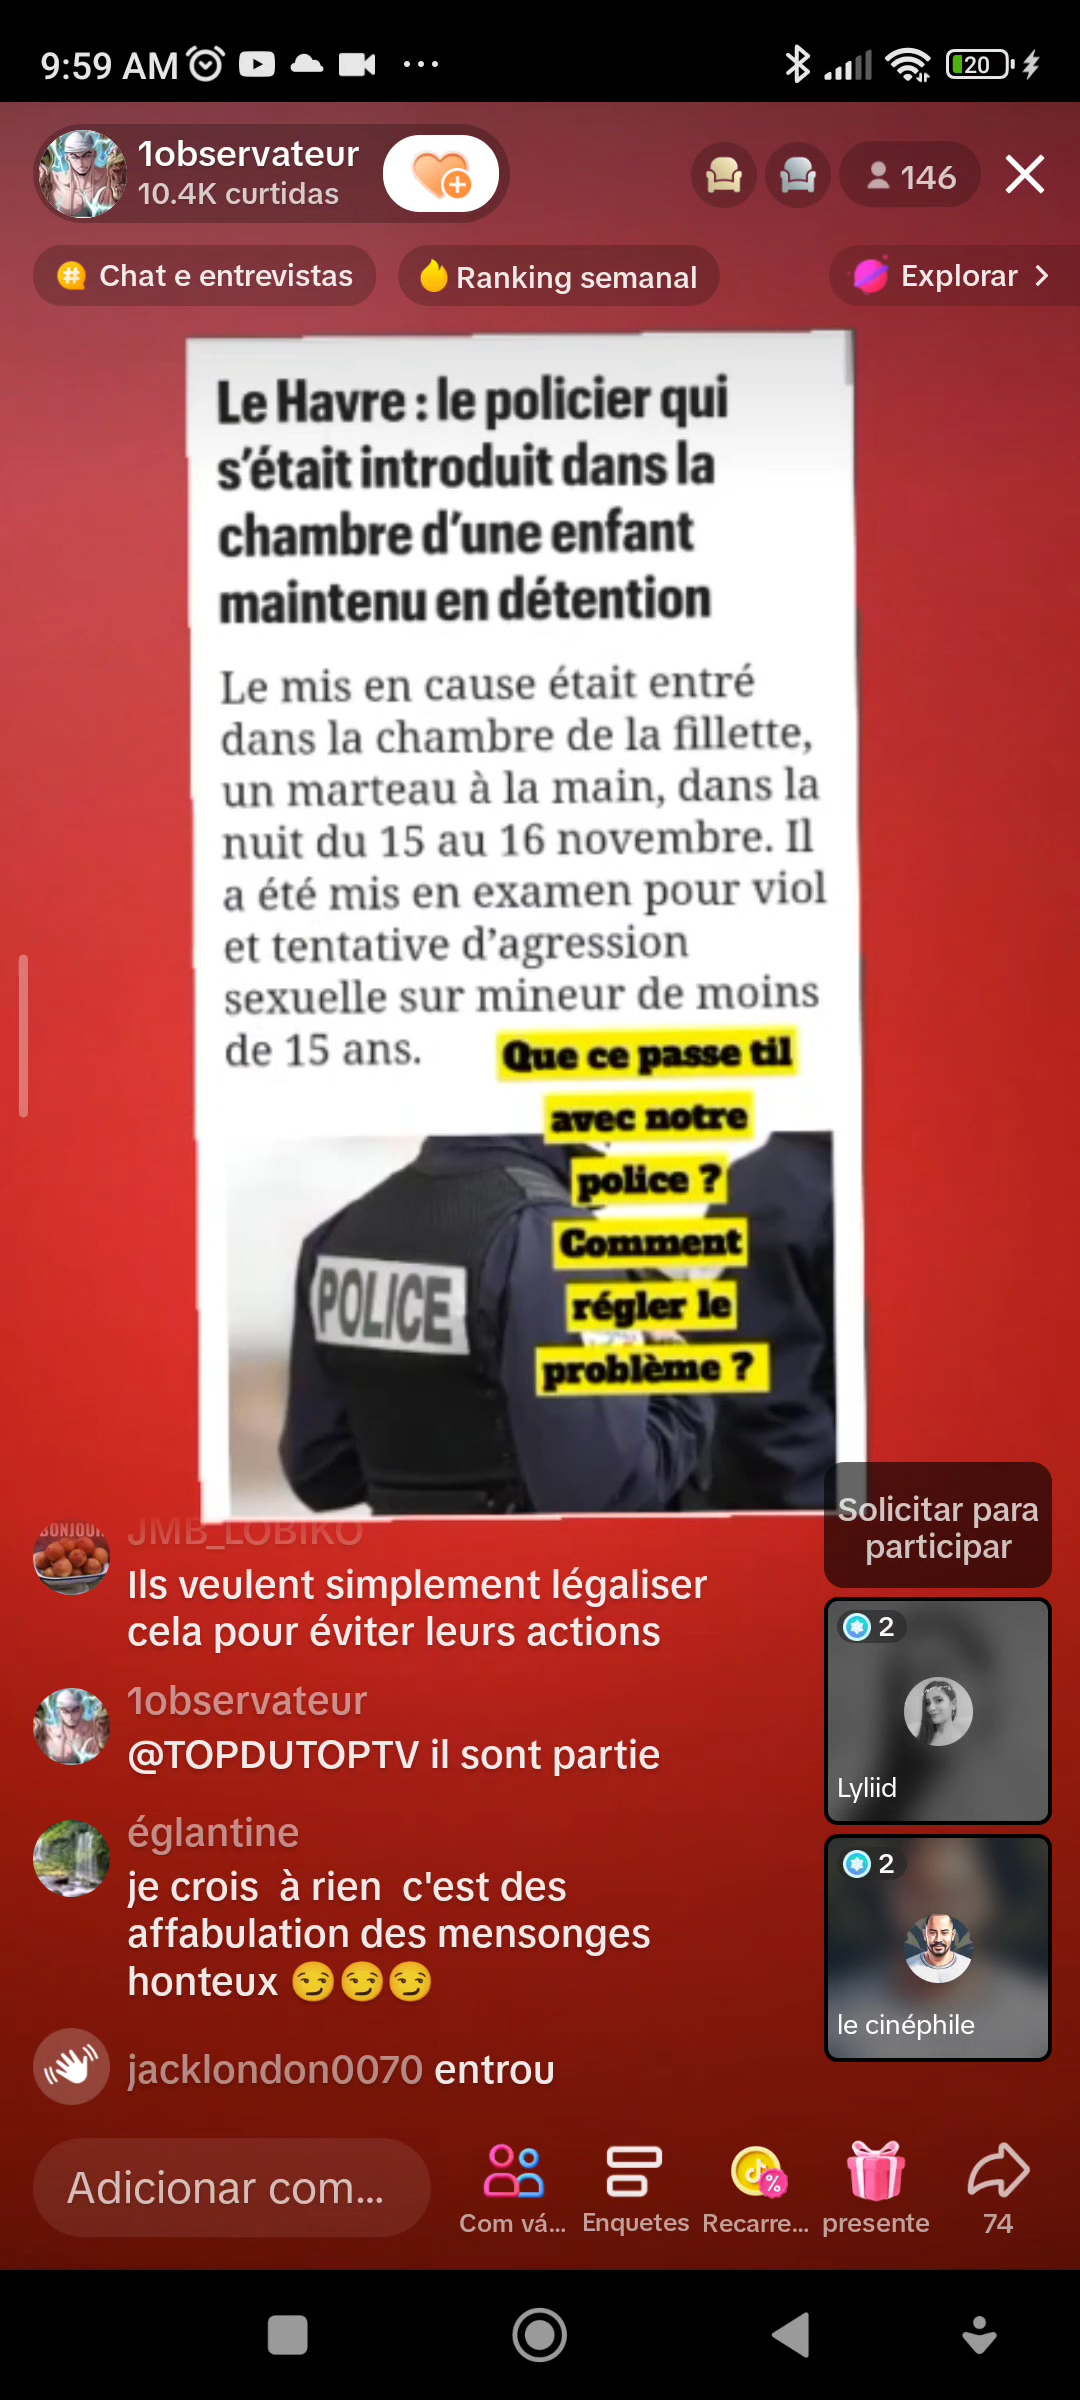 9:59 AM
20
1observateur
10.4K curtidas
146
Chat e entrevistas
Ranking semanal
Explorar
Le Havre : le policier qui
s'était introduit dans la
chambre d'une enfant
maintenu en détention
Le mis en cause était entré
dans la chambre de la fillette,
un marteau à la main, dans la
nuit du 15 au 16 novembre. Il
a été mis en examen pour viol
et tentative d'agression
sexuelle sur mineur de moins
de 15 ans.
Que ce passe til
avec notre
police ?
Comment
régler le
problème ?
POLICE
Solicitar para
participar
BONJOUR
JMB_LOBIKO
Ils veulent simplement légaliser
cela pour éviter leurs actions
2
Lyliid
1observateur
@TOPDUTOPTV il sont partie
églantine
je crois  à rien  c'est des
affabulation des mensonges
honteux 😏😏😏
2
le cinéphile
jacklondon0070 entrou
Adicionar com...
Com vá...
Enquetes
Recarre...
presente
74